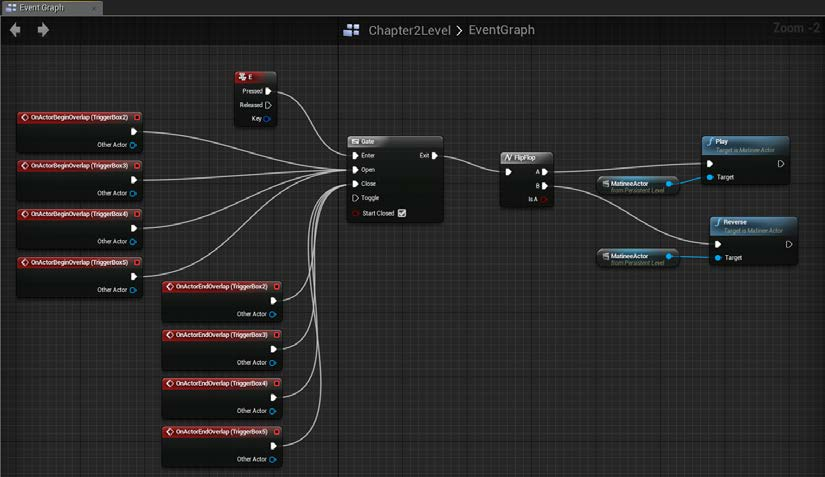 Event Graph
Chapter2Level > EventGraph
Zoom -2
E
Pressed
Released
Key
OnActorBeginOverlap (TriggerBox2)
Other Actor
OnActorBeginOverlap (TriggerBox3)
Other Actor
OnActorBeginOverlap (TriggerBox4)
Other Actor
OnActorBeginOverlap (TriggerBox5)
Other Actor
OnActorEndOverlap (TriggerBox2)
Other Actor
OnActorEndOverlap (TriggerBox3)
Other Actor
OnActorEndOverlap (TriggerBox4)
Other Actor
OnActorEndOverlap (TriggerBox5)
Other Actor
Gate
Enter Exit
Open
Close
Toggle
Start Closed
FlipFlop
A
B
Is A
MatineeActor
from Persistent Level
Play
Target is Matinee Actor
Target
MatineeActor
from Persistent Level
Reverse
Target is Matinee Actor
Target